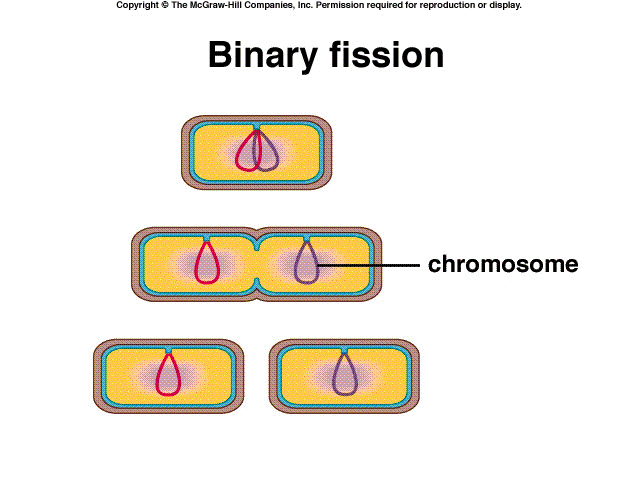 Copyright © The McGraw-Hill Companies, Inc. Permission required for reproduction or display.
Binary fission
chromosome